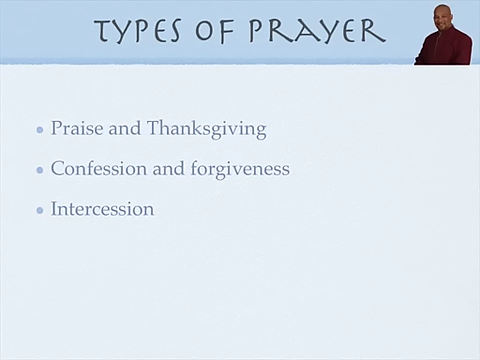 TYPES OF PRAYER
• Praise and Thanksgiving
• Confession and forgiveness
• Intercession